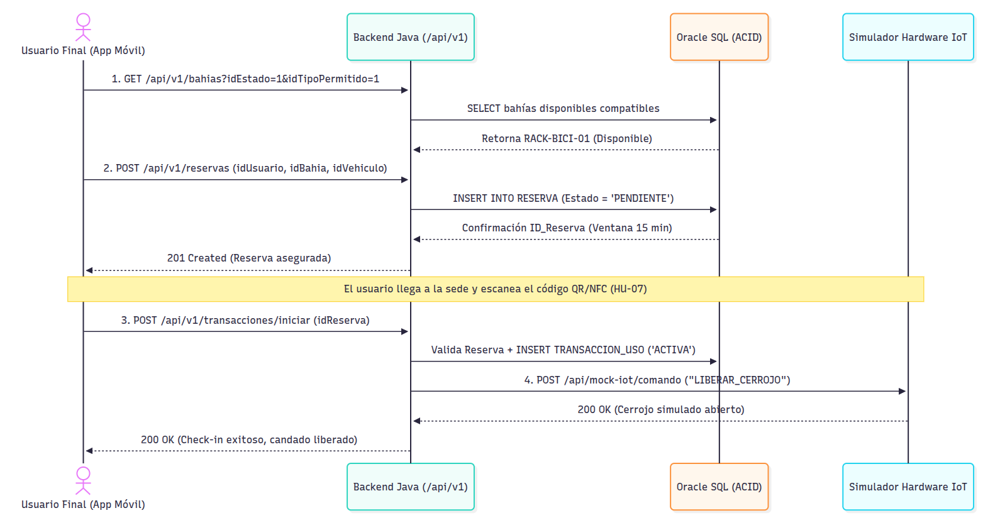 Usuario Final (App Móvil)
Backend Java (/api/v1)
Oracle SQL (ACID)
Simulador Hardware IoT
1. GET /api/v1/bahias?idEstado=1&idTipoPermitido=1
SELECT bahías disponibles compatibles
Retorna RACK-BICI-01 (Disponible)
2. POST /api/v1/reservas (idUsuario, idBahia, idVehiculo)
INSERT INTO RESERVA (Estado = 'PENDIENTE')
Confirmación ID_Reserva (Ventana 15 min)
201 Created (Reserva asegurada)
El usuario llega a la sede y escanea el código QR/NFC (HU-07)
3. POST /api/v1/transacciones/iniciar (idReserva)
Valida Reserva + INSERT TRANSACCION_USO ('ACTIVA')
4. POST /api/mock-iot/comando ("LIBERAR_CERROJO")
200 OK (Cerrojo simulado abierto)
200 OK (Check-in exitoso, candado liberado)
Usuario Final (App Móvil)
Backend Java (/api/v1)
Oracle SQL (ACID)
Simulador Hardware IoT